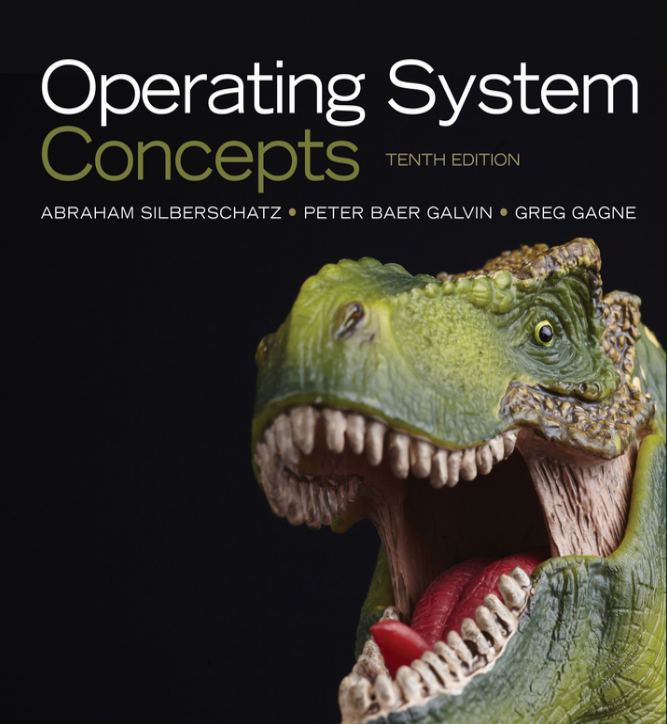 Operating System
Concepts TENTH EDITION
ABRAHAM SILBERSCHATZ • PETER BAER GALVIN • GREG GAGNE